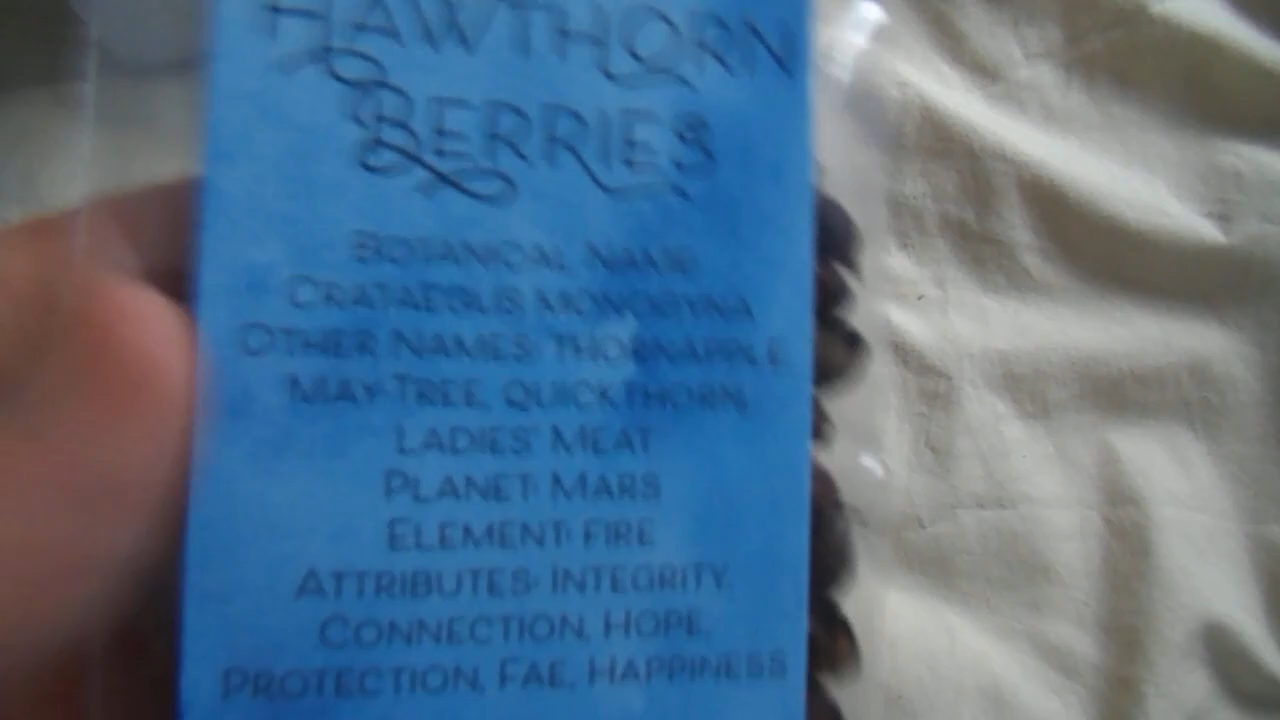 HAWTHORN
BERRIES
BOTANICAL NAME
CRATAEGUS MONOGYNA
OTHER NAMES: THORNAPPLE
MAY-TREE, QUICKTHORN,
LADIES' MEAT
PLANET: MARS
ELEMENT: FIRE
ATTRIBUTES: INTEGRITY,
CONNECTION, HOPE,
PROTECTION, FAE, HAPPINESS